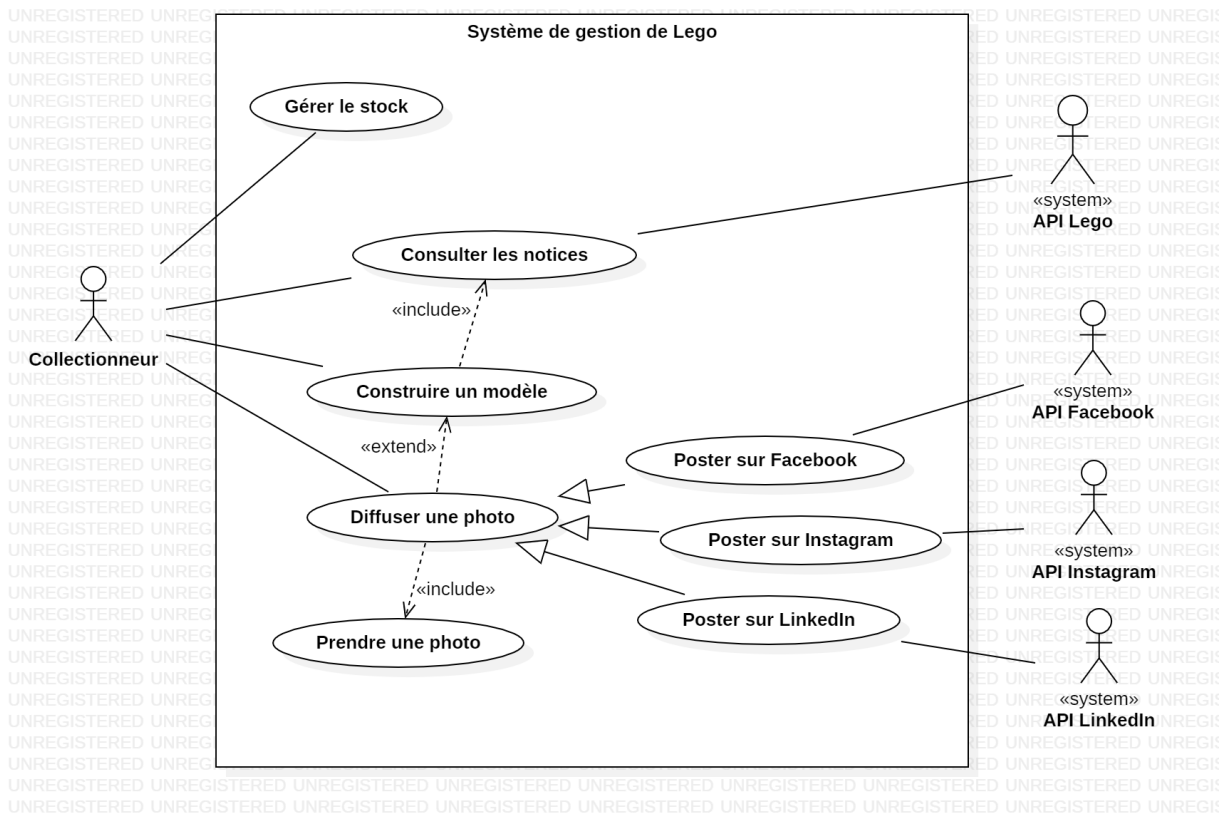 Système de gestion de Lego
Gérer le stock
«system»
API Lego
Consulter les notices
«include»
Collectionneur
Construire un modèle
«system»
API Facebook
«extend»
Poster sur Facebook
Diffuser une photo
Poster sur Instagram
«system»
API Instagram
«include»
Poster sur LinkedIn
Prendre une photo
«system»
API LinkedIn
UNREGISTERED